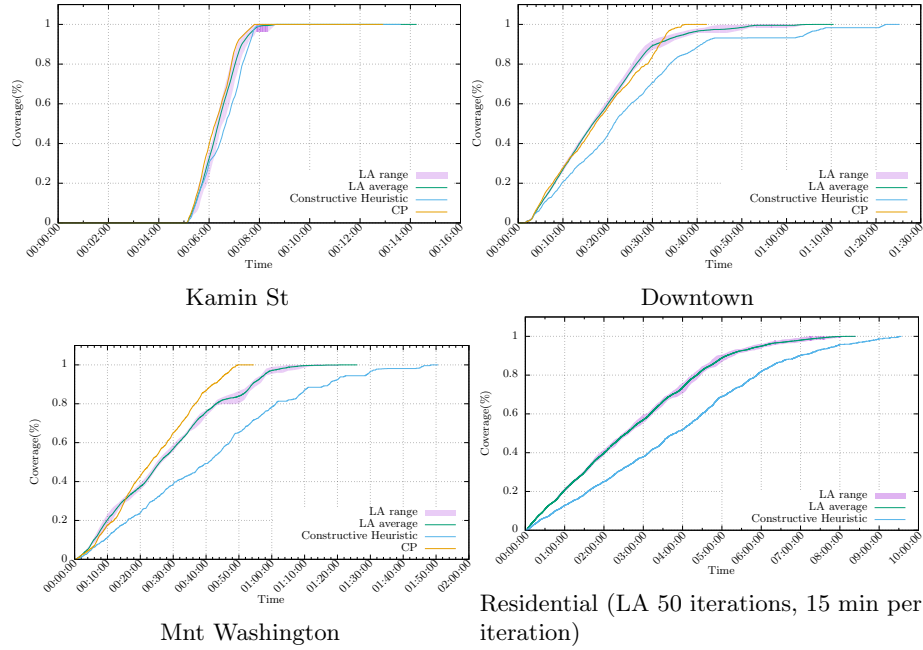 Coverage(%)
1
0.8
0.6
0.4
0.2
0
LA range
LA average
Constructive Heuristic
CP
00:00:00
00:02:00
00:04:00
00:06:00
00:08:00
00:10:00
00:12:00
00:14:00
00:16:00
Time
Kamin St
Coverage(%)
1
0.8
0.6
0.4
0.2
0
LA range
LA average
Constructive Heuristic
CP
00:00:00
00:10:00
00:20:00
00:30:00
00:40:00
00:50:00
01:00:00
01:10:00
01:20:00
01:30:00
Time
Downtown
Coverage(%)
1
0.8
0.6
0.4
0.2
0
LA range
LA average
Constructive Heuristic
CP
00:00:00
00:10:00
00:20:00
00:30:00
00:40:00
00:50:00
01:00:00
01:10:00
01:20:00
01:30:00
01:40:00
01:50:00
02:00:00
Time
Mnt Washington
Coverage(%)
1
0.8
0.6
0.4
0.2
0
LA range
LA average
Constructive Heuristic
00:00:00
01:00:00
02:00:00
03:00:00
04:00:00
05:00:00
06:00:00
07:00:00
08:00:00
09:00:00
10:00:00
Time
Residential (LA 50 iterations, 15 min per
iteration)